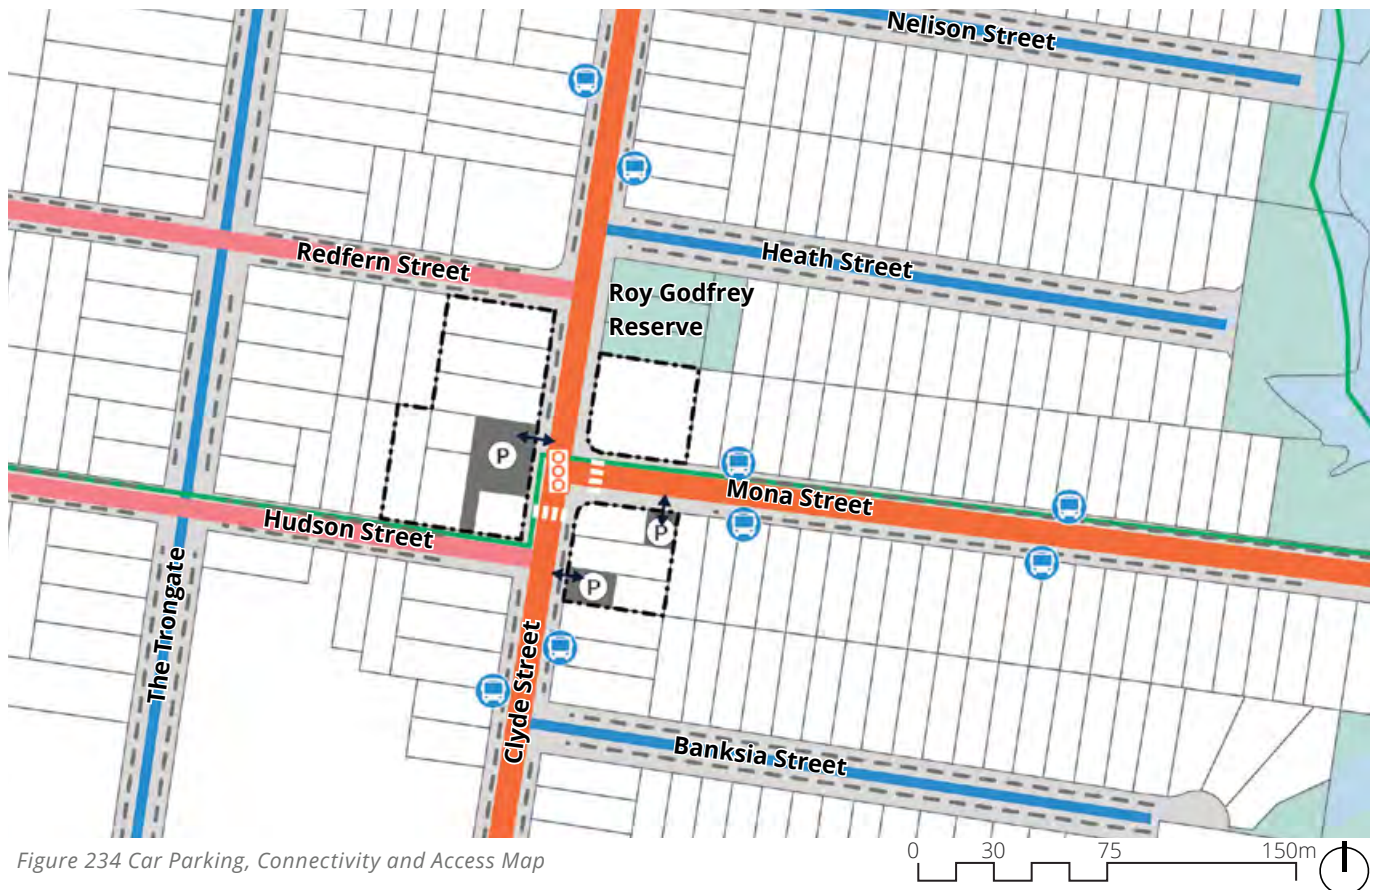 Nelison Street
Heath Street
Redfern Street
Roy Godfrey
Reserve
P
Mona Street
Hudson Street
P
P
The Trongate
Clyde Street
Banksia Street
Figure 234 Car Parking, Connectivity and Access Map
0 30 75 150m